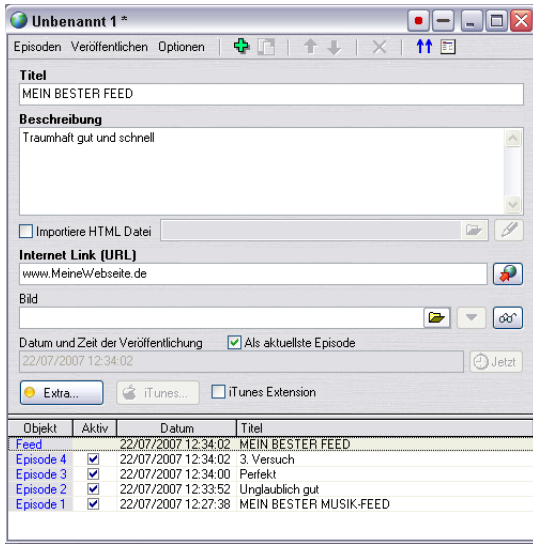 Unbenannt 1 *
Episoden Veröffentlichen Optionen
Titel
MEIN BESTER FEED
Beschreibung
Traumhaft gut und schnell
Importiere HTML Datei
Internet Link (URL)
www.MeineWebseite.de
Bild
Datum und Zeit der Veröffentlichung Als aktuellste Episode
22/07/2007 12:34:02 Jetzt
Extra... iTunes... iTunes Extension
Objekt Aktiv Datum Titel
Feed 22/07/2007 12:34:02 MEIN BESTER FEED
Episode 4 22/07/2007 12:34:02 3. Versuch
Episode 3 22/07/2007 12:34:00 Perfekt
Episode 2 22/07/2007 12:33:52 Unglaublich gut
Episode 1 22/07/2007 12:27:38 MEIN BESTER MUSIK-FEED